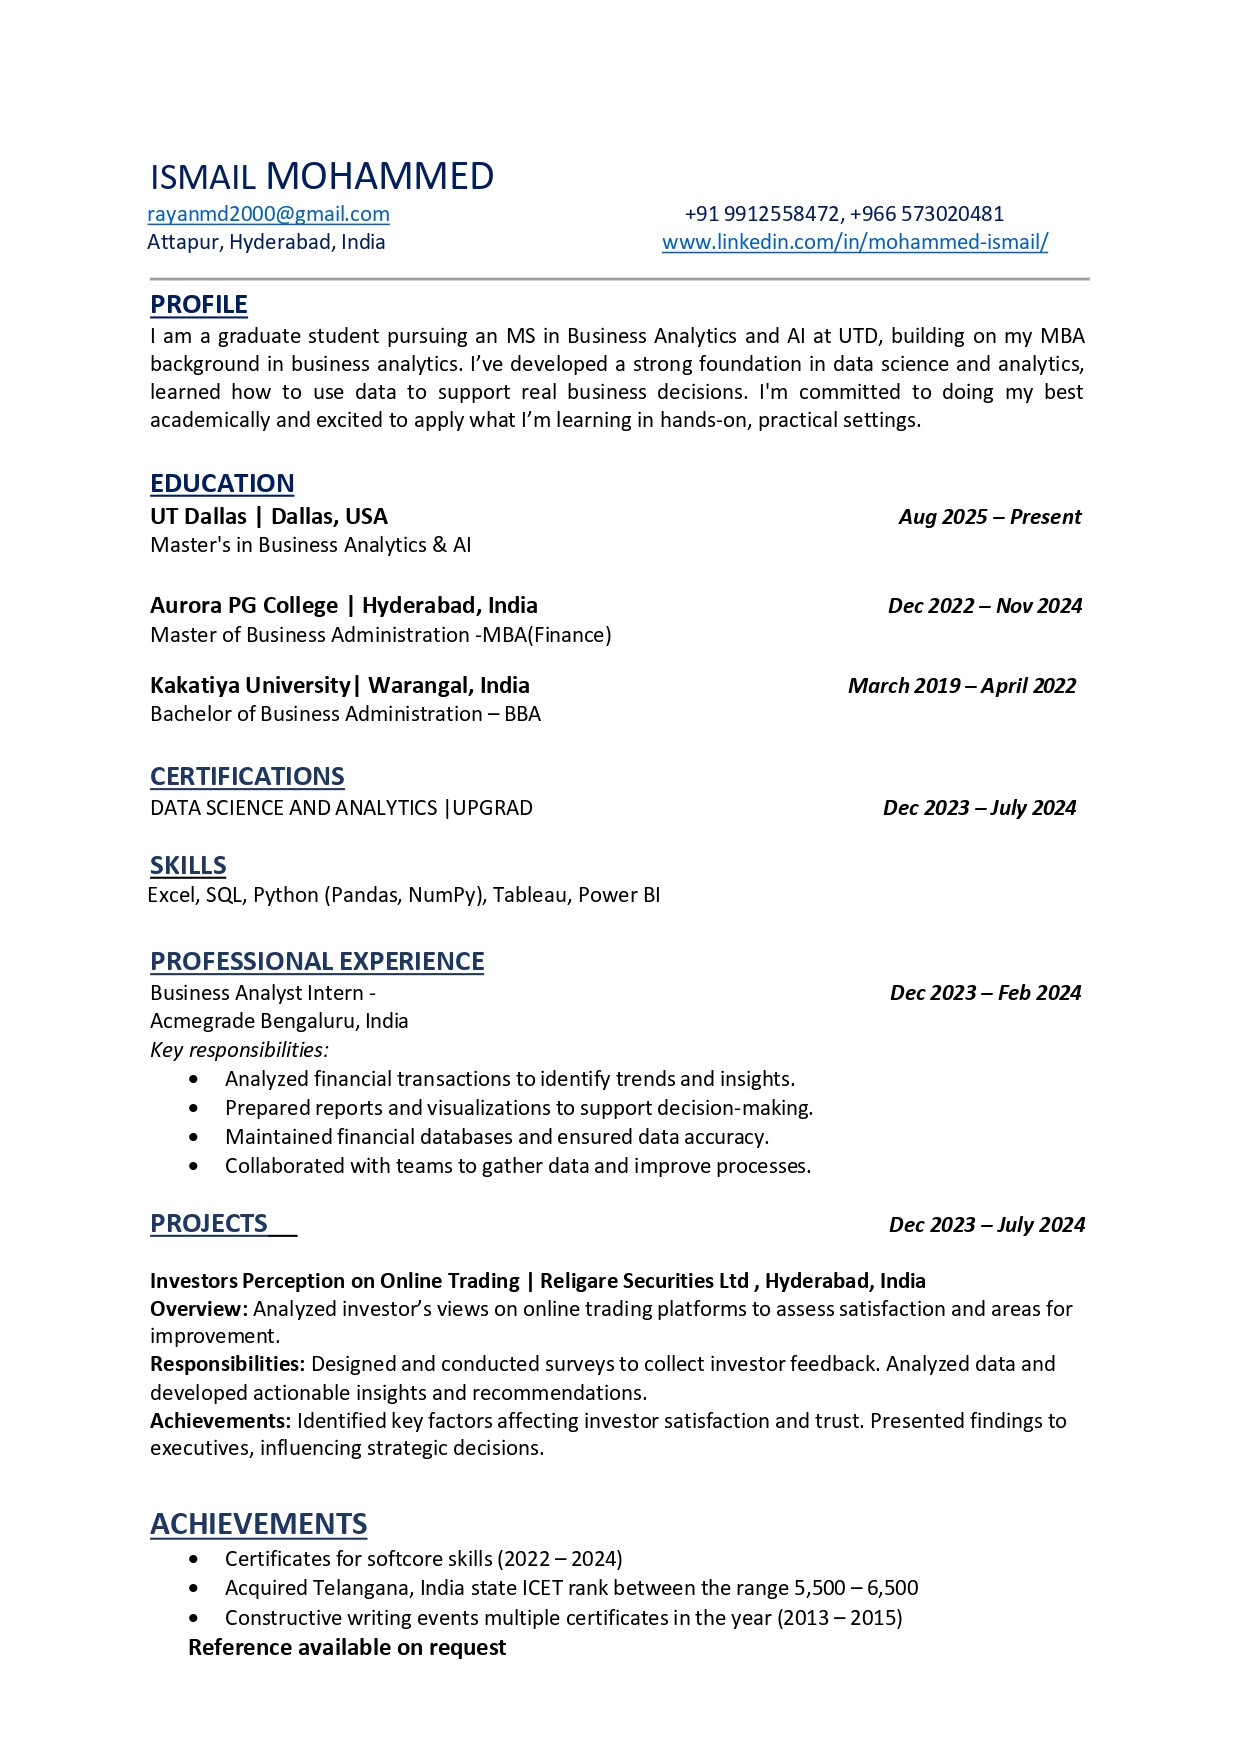 ISMAIL MOHAMMED
rayanmd2000@gmail.com +91 9912558472, +966 573020481
Attapur, Hyderabad, India www.linkedin.com/in/mohammed-ismail/
PROFILE
I am a graduate student pursuing an MS in Business Analytics and AI at UTD, building on my MBA
background in business analytics. I’ve developed a strong foundation in data science and analytics,
learned how to use data to support real business decisions. I'm committed to doing my best
academically and excited to apply what I’m learning in hands-on, practical settings.
EDUCATION
UT Dallas | Dallas, USA Aug 2025 – Present
Master's in Business Analytics & AI
Aurora PG College | Hyderabad, India Dec 2022 – Nov 2024
Master of Business Administration -MBA(Finance)
Kakatiya University| Warangal, India March 2019 – April 2022
Bachelor of Business Administration – BBA
CERTIFICATIONS
DATA SCIENCE AND ANALYTICS |UPGRAD Dec 2023 – July 2024
SKILLS
Excel, SQL, Python (Pandas, NumPy), Tableau, Power BI
PROFESSIONAL EXPERIENCE
Business Analyst Intern - Dec 2023 – Feb 2024
Acmegrade Bengaluru, India
Key responsibilities:
• Analyzed financial transactions to identify trends and insights.
• Prepared reports and visualizations to support decision-making.
• Maintained financial databases and ensured data accuracy.
• Collaborated with teams to gather data and improve processes.
PROJECTS__ Dec 2023 – July 2024
Investors Perception on Online Trading | Religare Securities Ltd , Hyderabad, India
Overview: Analyzed investor’s views on online trading platforms to assess satisfaction and areas for
improvement.
Responsibilities: Designed and conducted surveys to collect investor feedback. Analyzed data and
developed actionable insights and recommendations.
Achievements: Identified key factors affecting investor satisfaction and trust. Presented findings to
executives, influencing strategic decisions.
ACHIEVEMENTS
• Certificates for softcore skills (2022 – 2024)
• Acquired Telangana, India state ICET rank between the range 5,500 – 6,500
• Constructive writing events multiple certificates in the year (2013 – 2015)
Reference available on request